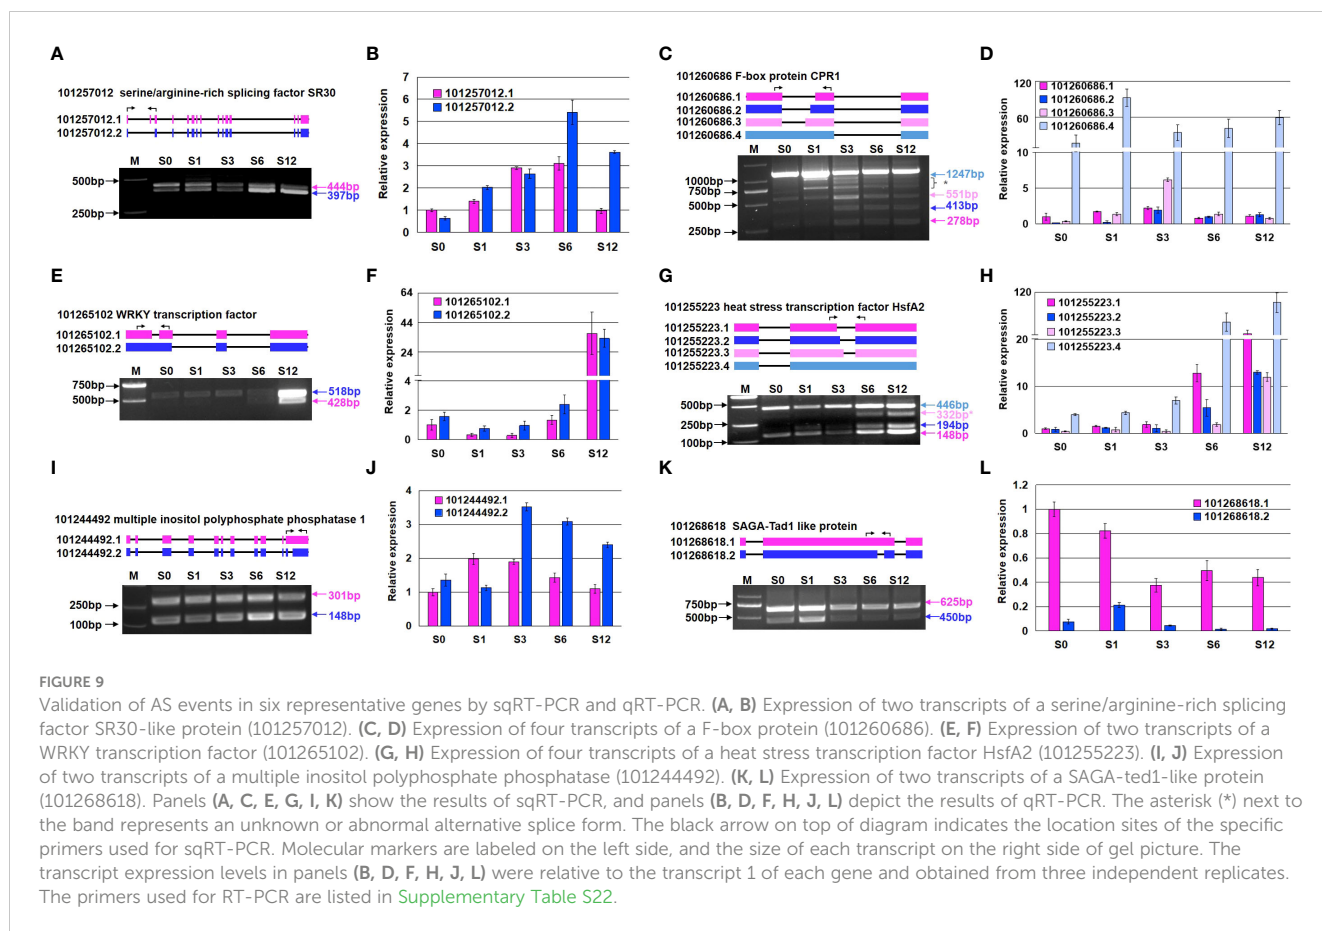 A
101257012 serine/arginine-rich splicing factor SR30
101257012.1
101257012.2
M S0 S1 S3 S6 S12
500bp
250bp
444bp
397bp
B
Relative expression
7
6
5
4
3
2
1
0
101257012.1
101257012.2
S0 S1 S3 S6 S12
C
101260686 F-box protein CPR1
101260686.1
101260686.2
101260686.3
101260686.4
M S0 S1 S3 S6 S12
1000bp
750bp
500bp
250bp
1247bp
*
551bp
413bp
278bp
D
Relative expression
120
60
10
5
0
101260686.1
101260686.2
101260686.3
101260686.4
S0 S1 S3 S6 S12
E
101265102 WRKY transcription factor
101265102.1
101265102.2
M S0 S1 S3 S6 S12
750bp
500bp
518bp
428bp
F
Relative expression
64
44
24
4
2
0
101265102.1
101265102.2
S0 S1 S3 S6 S12
G
101255223 heat stress transcription factor HsfA2
101255223.1
101255223.2
101255223.3
101255223.4
M S0 S1 S3 S6 S12
500bp
250bp
100bp
446bp
332bp*
194bp
148bp
H
Relative expression
120
20
10
0
101255223.1
101255223.2
101255223.3
101255223.4
S0 S1 S3 S6 S12
I
101244492 multiple inositol polyphosphate phosphatase 1
101244492.1
101244492.2
M S0 S1 S3 S6 S12
250bp
100bp
301bp
148bp
J
Relative expression
4
3
2
1
0
101244492.1
101244492.2
S0 S1 S3 S6 S12
K
101268618 SAGA-Tad1 like protein
101268618.1
101268618.2
M S0 S1 S3 S6 S12
750bp
500bp
625bp
450bp
L
Relative expression
1.2
1
0.8
0.6
0.4
0.2
0
101268618.1
101268618.2
S0 S1 S3 S6 S12
FIGURE 9
Validation of AS events in six representative genes by sqRT-PCR and qRT-PCR. (A, B) Expression of two transcripts of a serine/arginine-rich splicing
factor SR30-like protein (101257012). (C, D) Expression of four transcripts of a F-box protein (101260686). (E, F) Expression of two transcripts of a
WRKY transcription factor (101265102). (G, H) Expression of four transcripts of a heat stress transcription factor HsfA2 (101255223). (I, J) Expression
of two transcripts of a multiple inositol polyphosphate phosphatase (101244492). (K, L) Expression of two transcripts of a SAGA-ted1-like protein
(101268618). Panels (A, C, E, G, I, K) show the results of sqRT-PCR, and panels (B, D, F, H, J, L) depict the results of qRT-PCR. The asterisk (*) next to
the band represents an unknown or abnormal alternative splice form. The black arrow on top of diagram indicates the location sites of the specific
primers used for sqRT-PCR. Molecular markers are labeled on the left side, and the size of each transcript on the right side of gel picture. The
transcript expression levels in panels (B, D, F, H, J, L) were relative to the transcript 1 of each gene and obtained from three independent replicates.
The primers used for RT-PCR are listed in Supplementary Table S22.